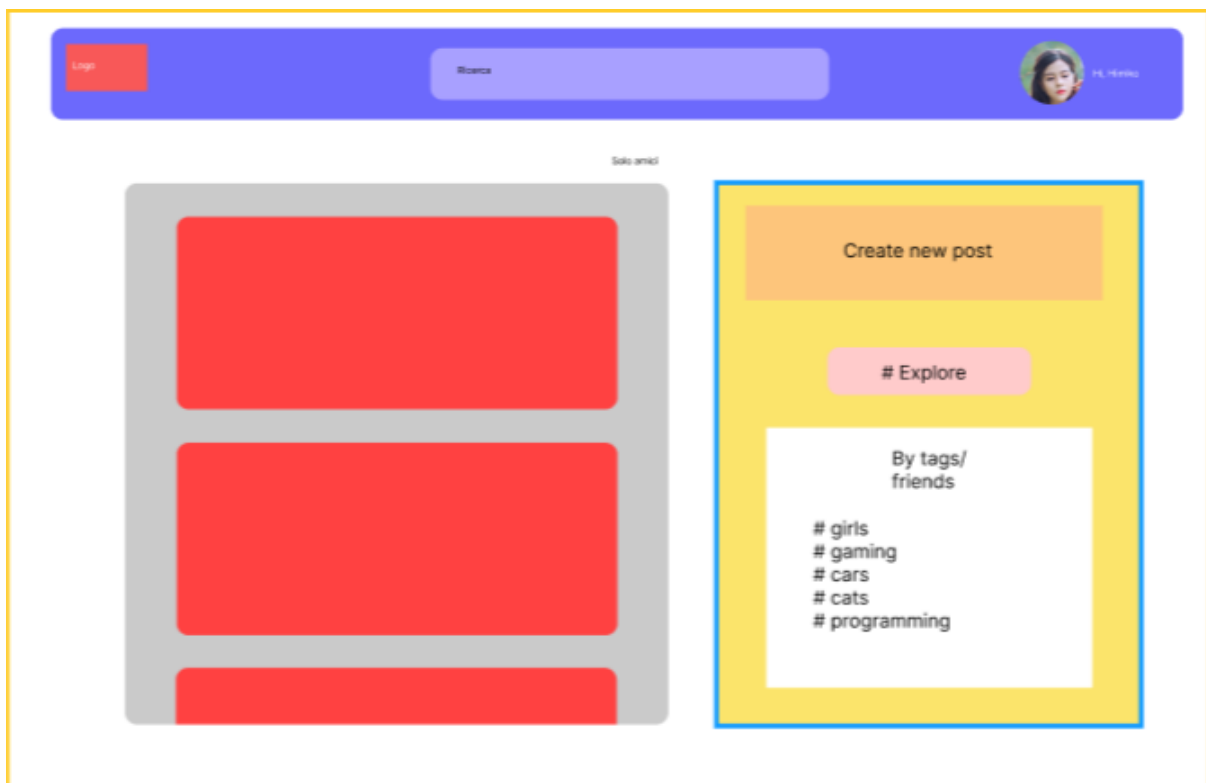 Logo
Ricerca
Hi, Himiko
Solo amici
Create new post
# Explore
By tags/
friends
# girls
# gaming
# cars
# cats
# programming